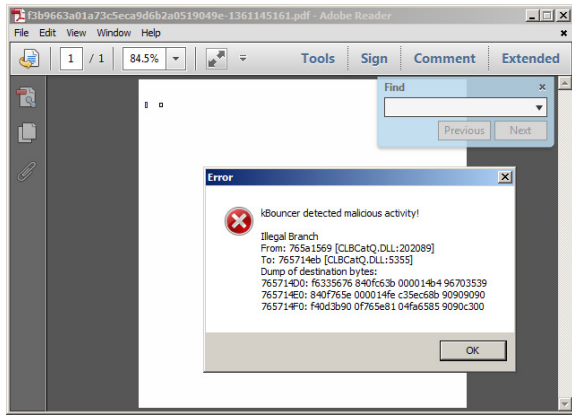 f3b9663a01a73c5eca9d6b2a0519049e-1361145161.pdf - Adobe Reader
File Edit View Window Help
1 / 1 84.5% Tools Sign Comment Extended
Find
Previous Next
Error
kBouncer detected malicious activity!
Illegal Branch
From: 765a1569 [CLBCatQ.DLL:202089]
To: 765714eb [CLBCatQ.DLL:5355]
Dump of destination bytes:
765714D0: f6335676 840fc63b 000014b4 96703539
765714E0: 840f765e 000014fe c35ec68b 90909090
765714F0: f40d3b90 0f765e81 04fa6585 9090c300
OK